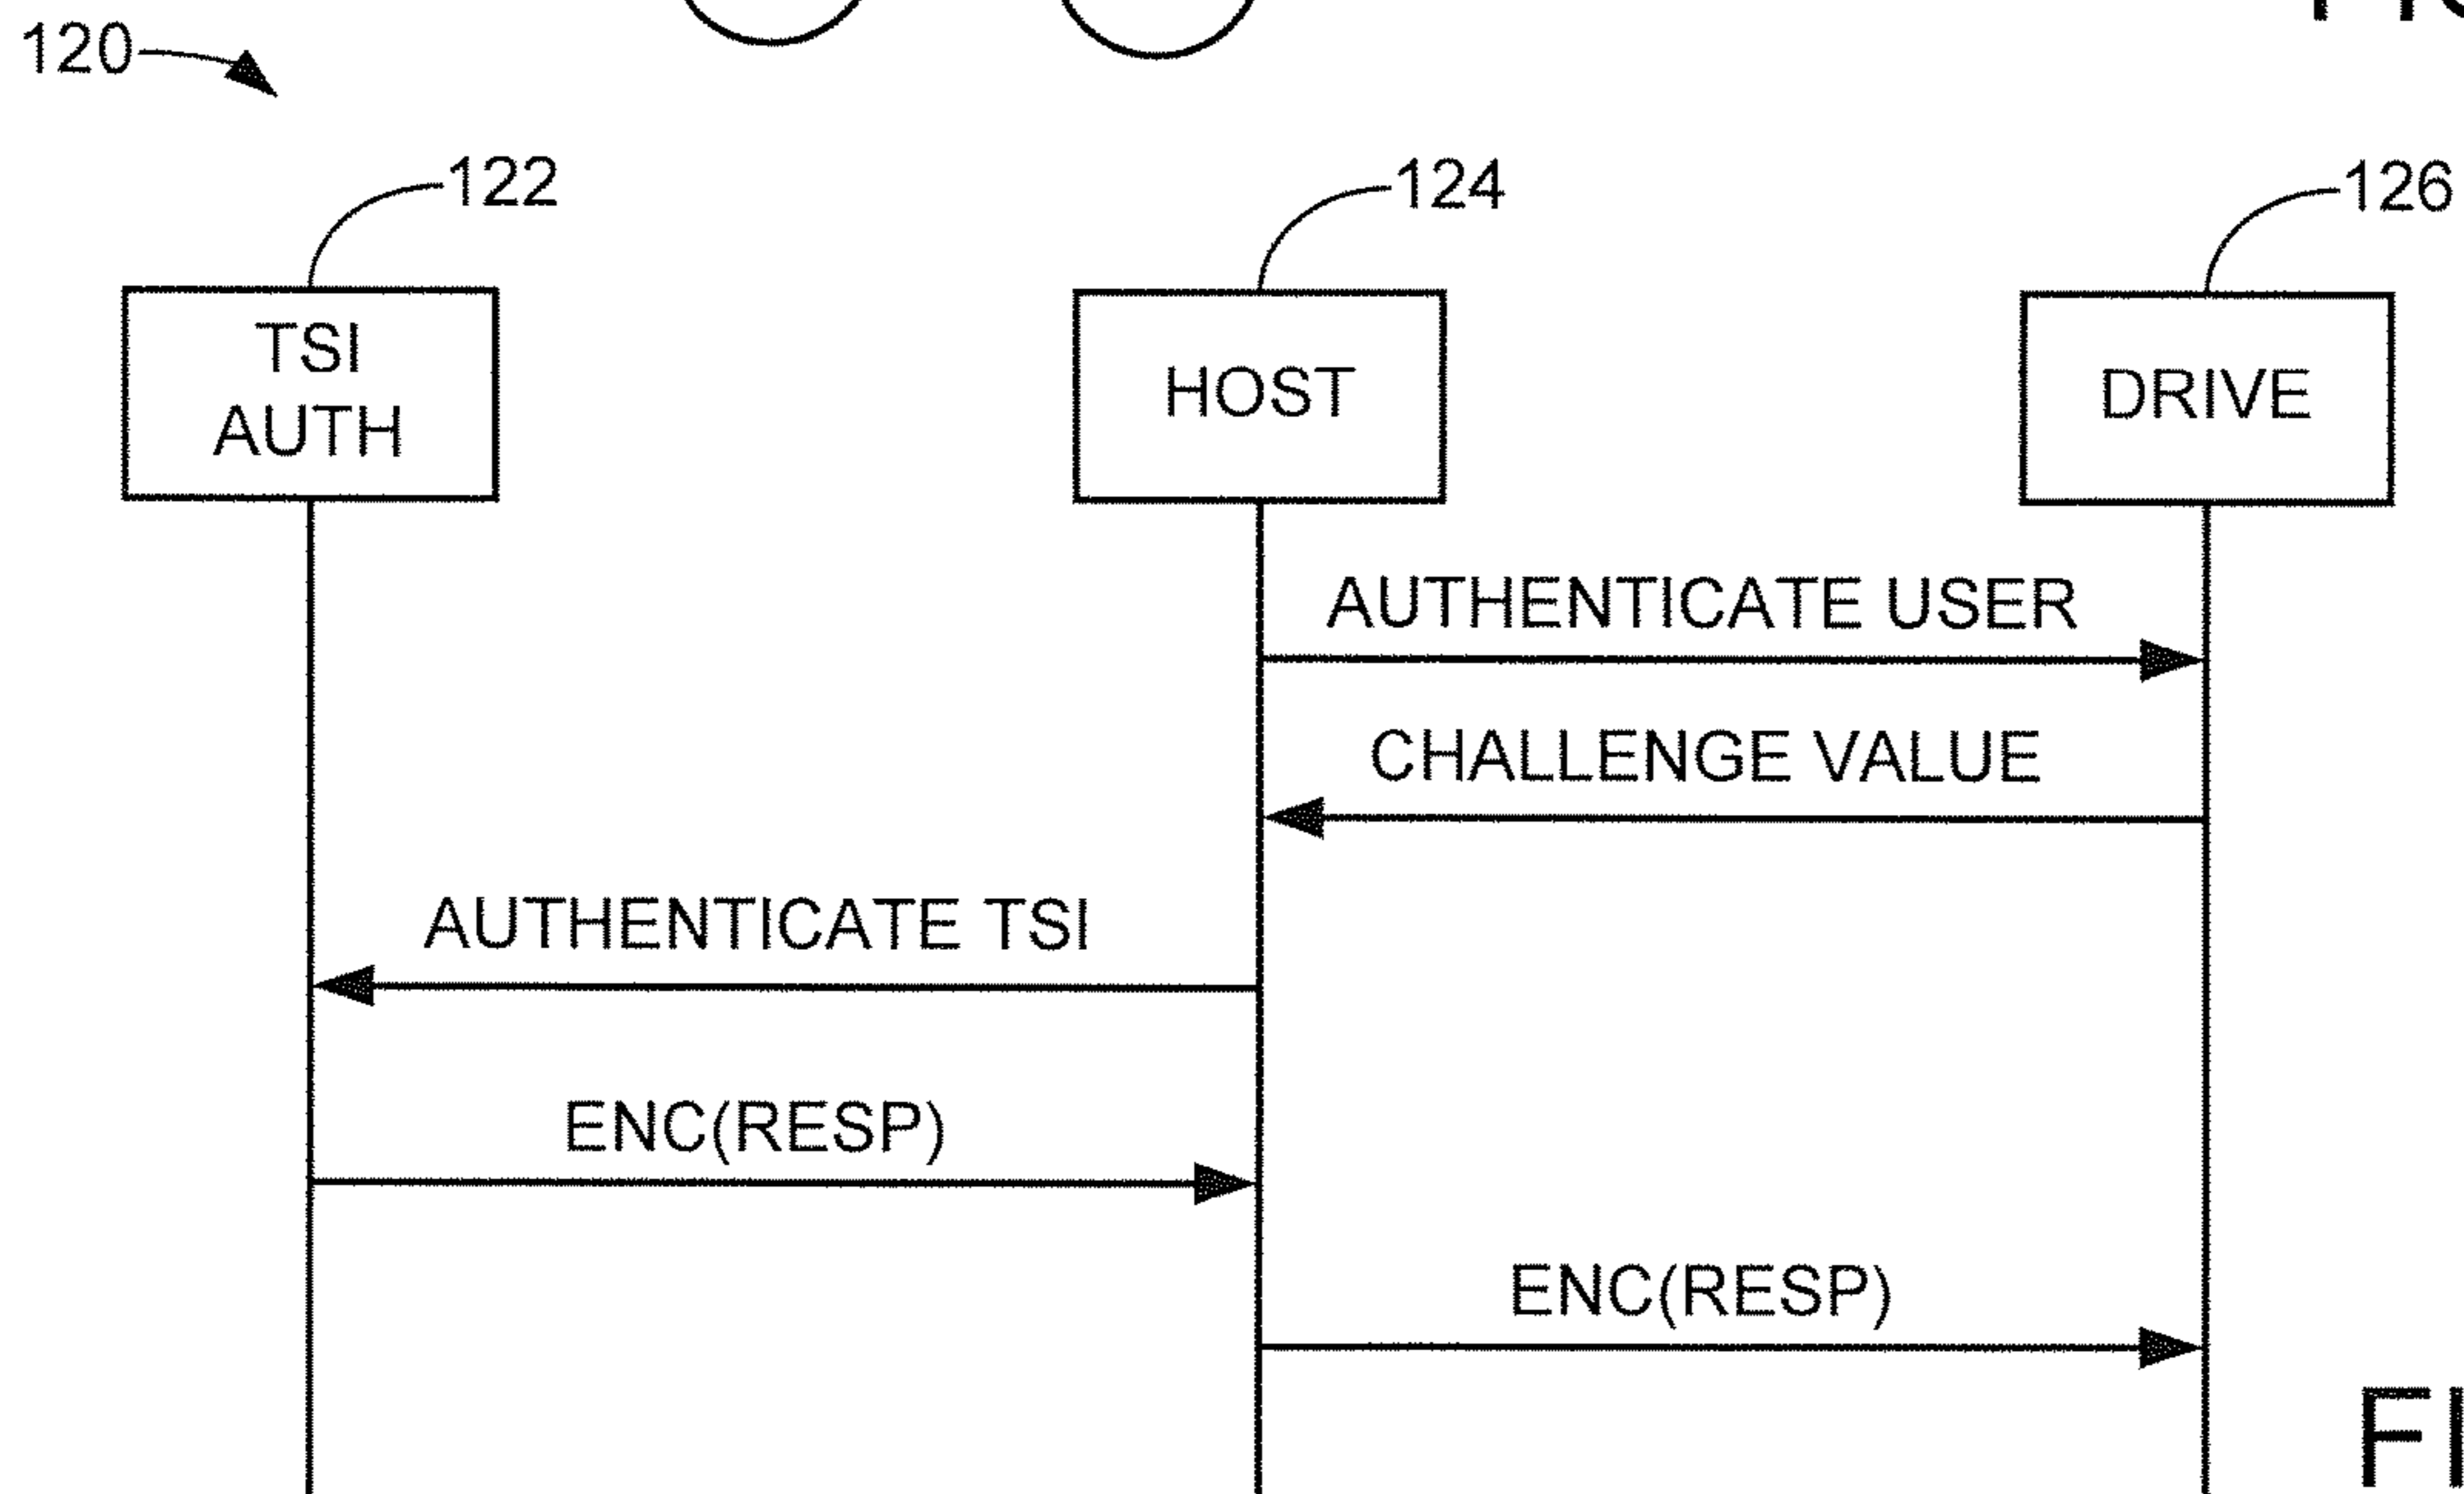 120
122
124
126
TSI
AUTH
HOST
DRIVE
AUTHENTICATE USER
CHALLENGE VALUE
AUTHENTICATE TSI
ENC(RESP)
ENC(RESP)